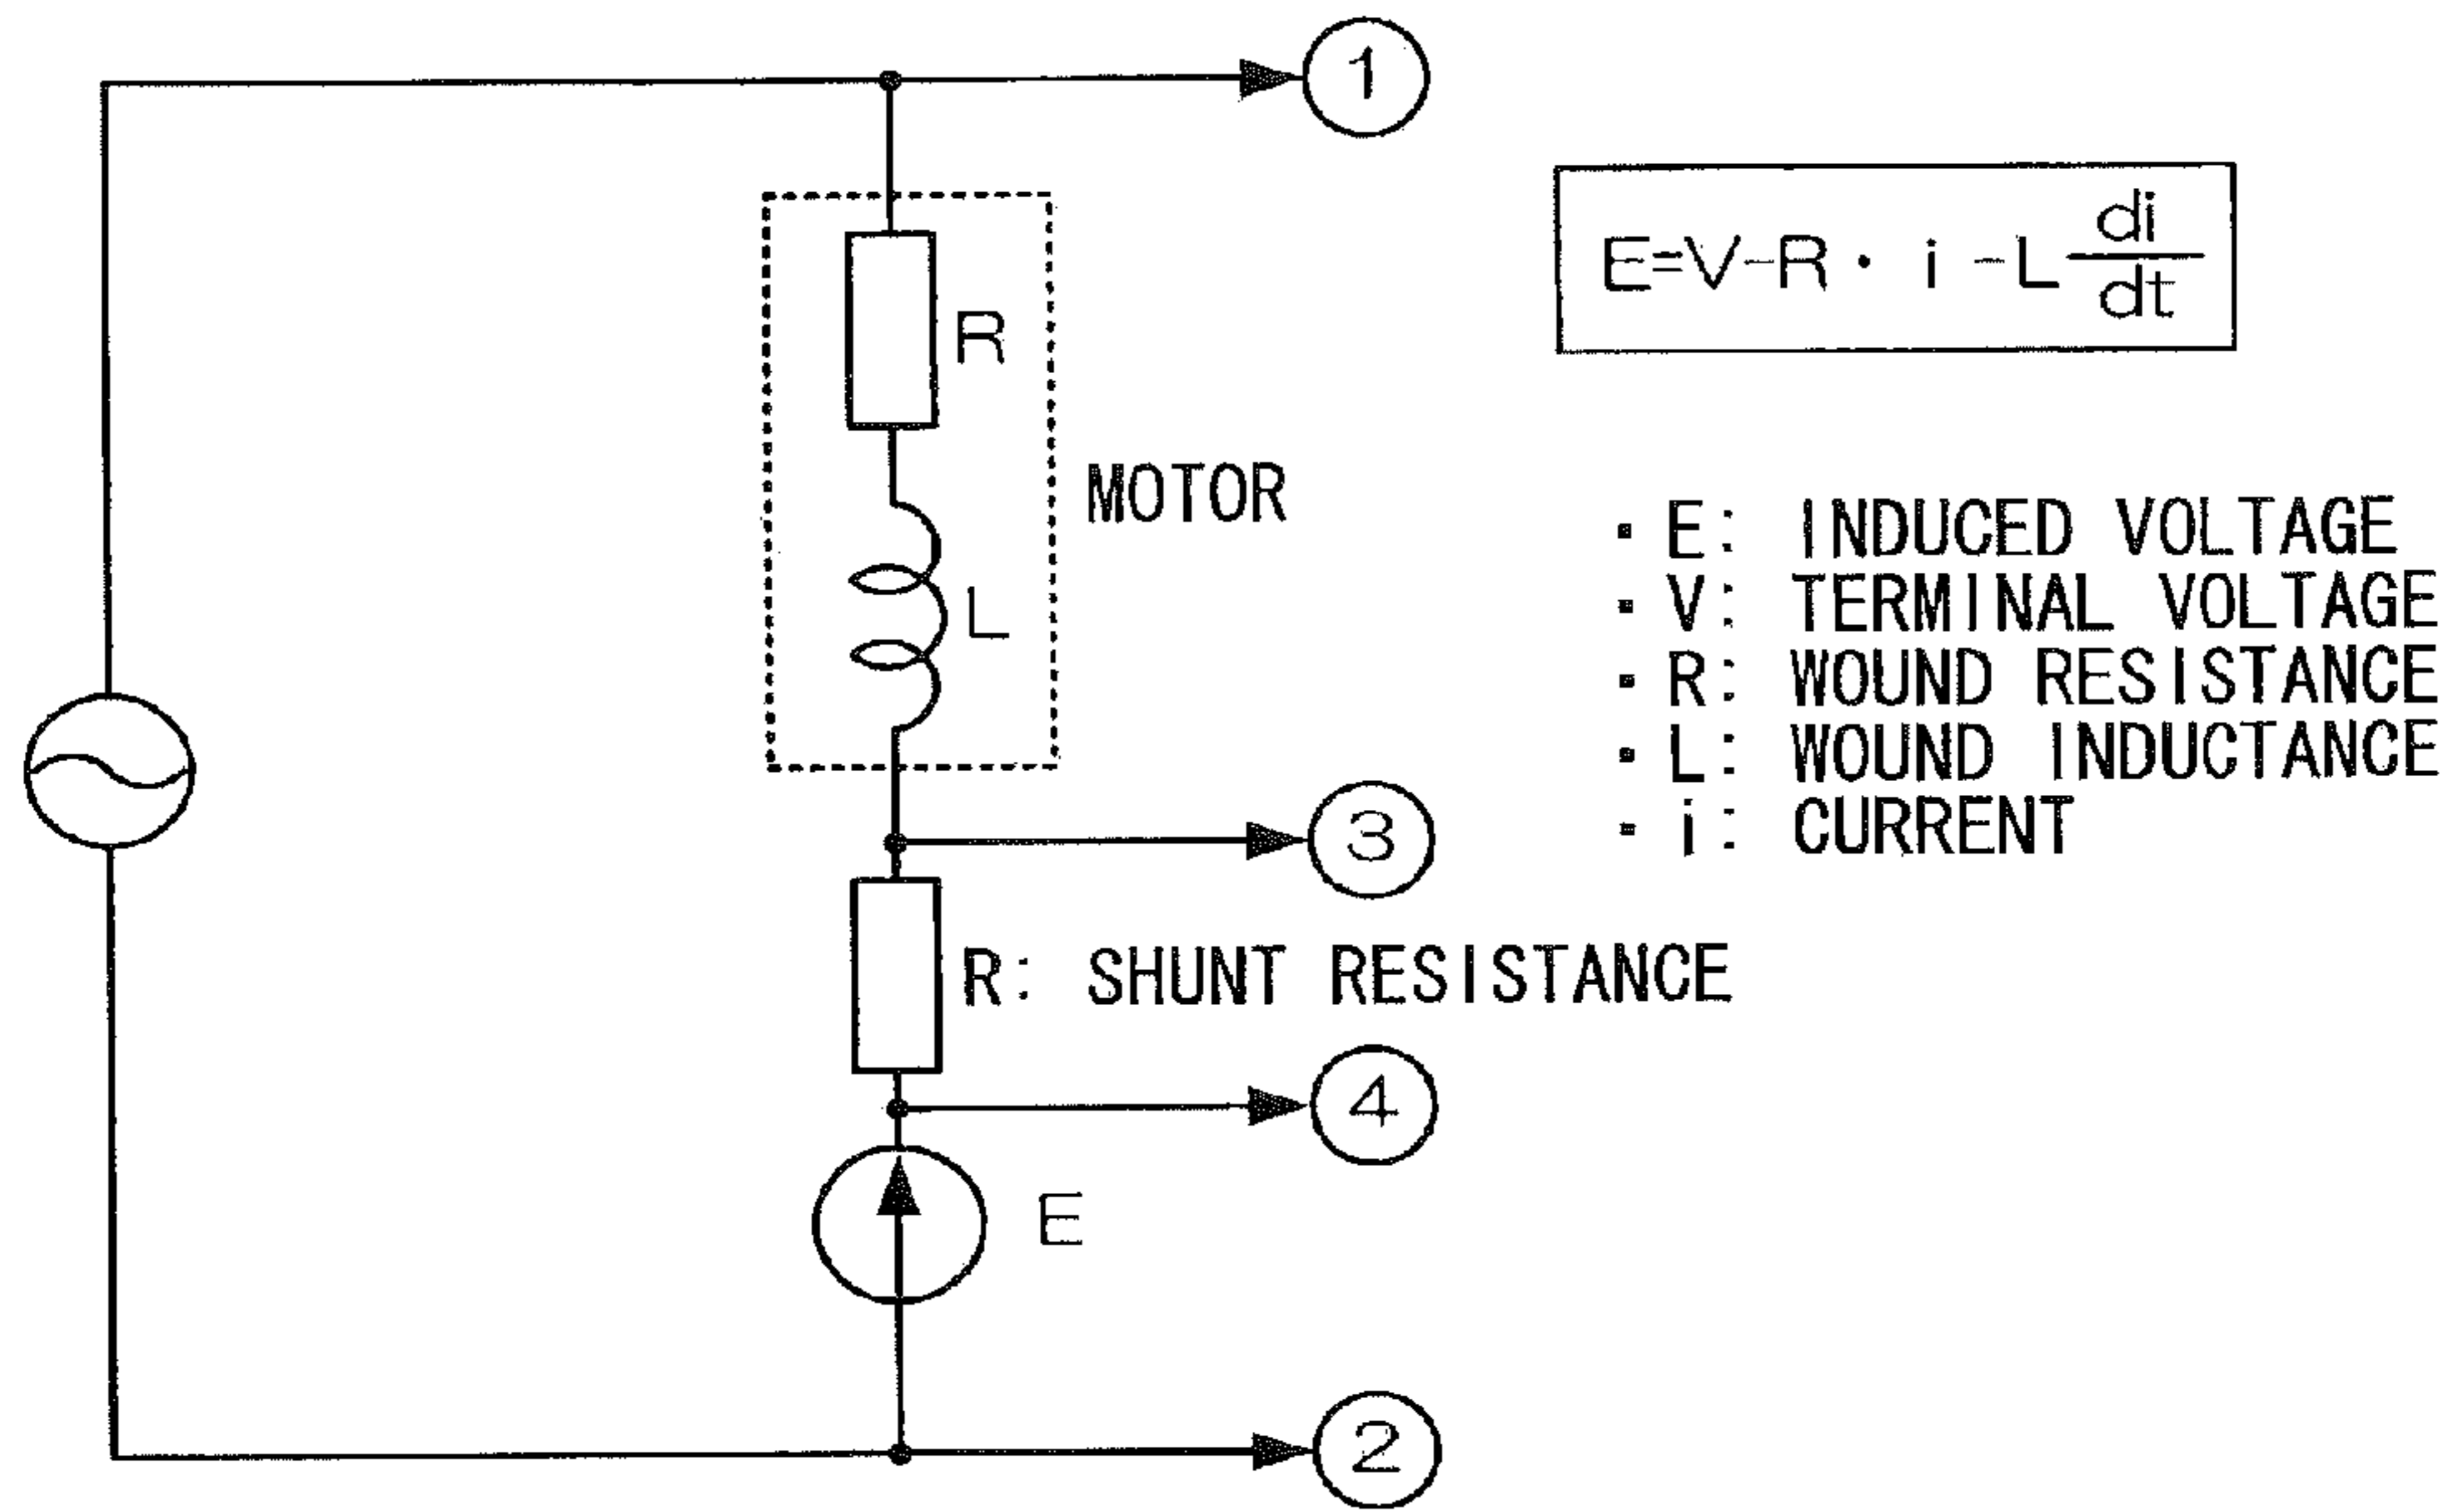 ①
E=V-R・i-L di/dt
R
MOTOR
L
・E: INDUCED VOLTAGE
・V: TERMINAL VOLTAGE
・R: WOUND RESISTANCE
・L: WOUND INDUCTANCE
・i: CURRENT
③
R: SHUNT RESISTANCE
④
E
②